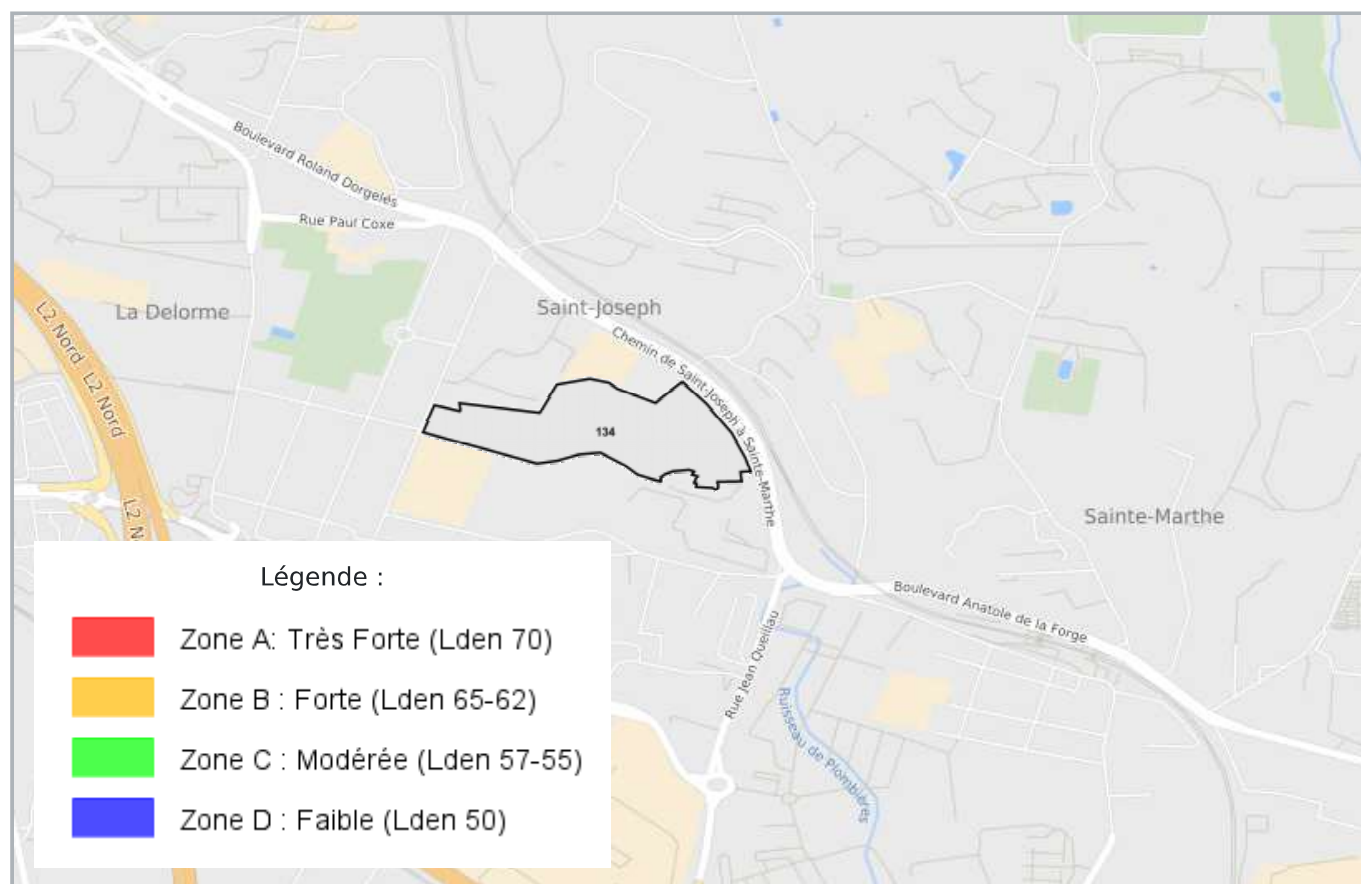 Boulevard Roland Dorgelés
Rue Paul Coxe
La Delorme
Saint-Joseph
L2 Nord
L2 Nord
Chemin de Saint-Joseph à Sainte-Marthe
134
L2 N
Sainte-Marthe
Boulevard Anatole de la Forge
Rue Jean Queillau
Ruisseau de Plombières
Légende :
Zone A: Très Forte (Lden 70)
Zone B : Forte (Lden 65-62)
Zone C : Modérée (Lden 57-55)
Zone D : Faible (Lden 50)